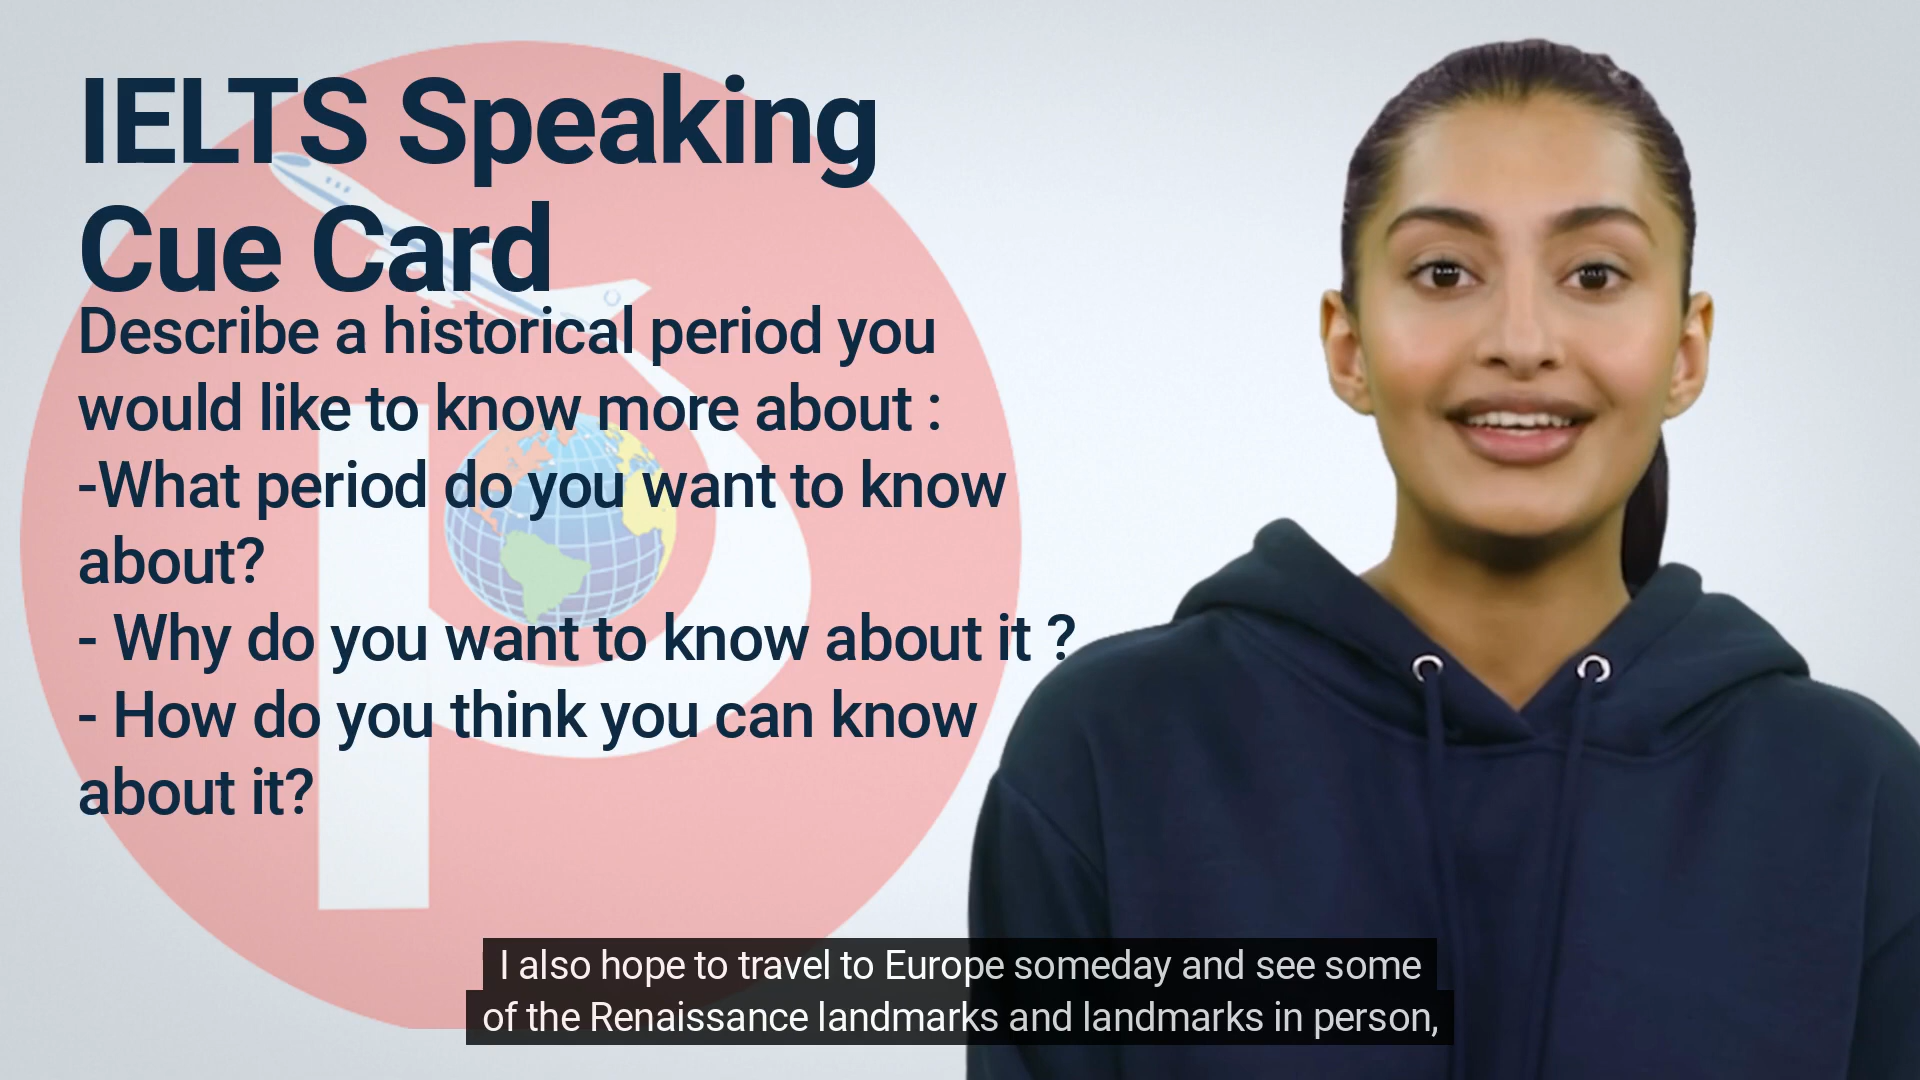 IELTS Speaking
Cue Card
Describe a historical period you
would like to know more about :
-What period do you want to know
about?
- Why do you want to know about it ?
- How do you think you can know
about it?
I also hope to travel to Europe someday and see some
of the Renaissance landmarks and landmarks in person,